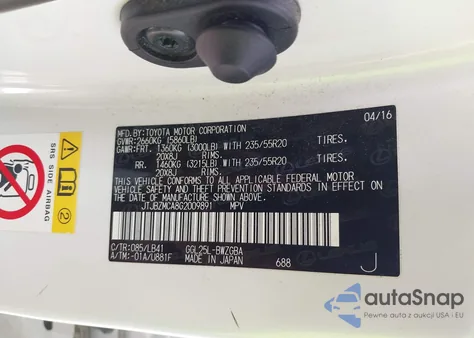 MFD.BY:TOYOTA MOTOR CORPORATION 04/16
GVWR:2660KG (5860LB)
GAWR:FRT. 1360KG (3000LB) WITH 235/55R20 TIRES.
20X8J RIMS.
RR. 1460KG (3215LB) WITH 235/55R20 TIRES.
20X8J RIMS.
THIS VEHICLE CONFORMS TO ALL APPLICABLE FEDERAL MOTOR
VEHICLE SAFETY AND THEFT PREVENTION STANDARDS IN EFFECT ON THE
DATE OF MANUFACTURE SHOWN ABOVE.
JTJBZMCA8G2009891 MPV
C/TR:085/LB41 GGL25L-BWZGBA
A/TM:-01A/U881F MADE IN JAPAN 688 J
SRS SIDE AIRBAG
2
autoSnap
Pewne auta z aukcji USA i EU